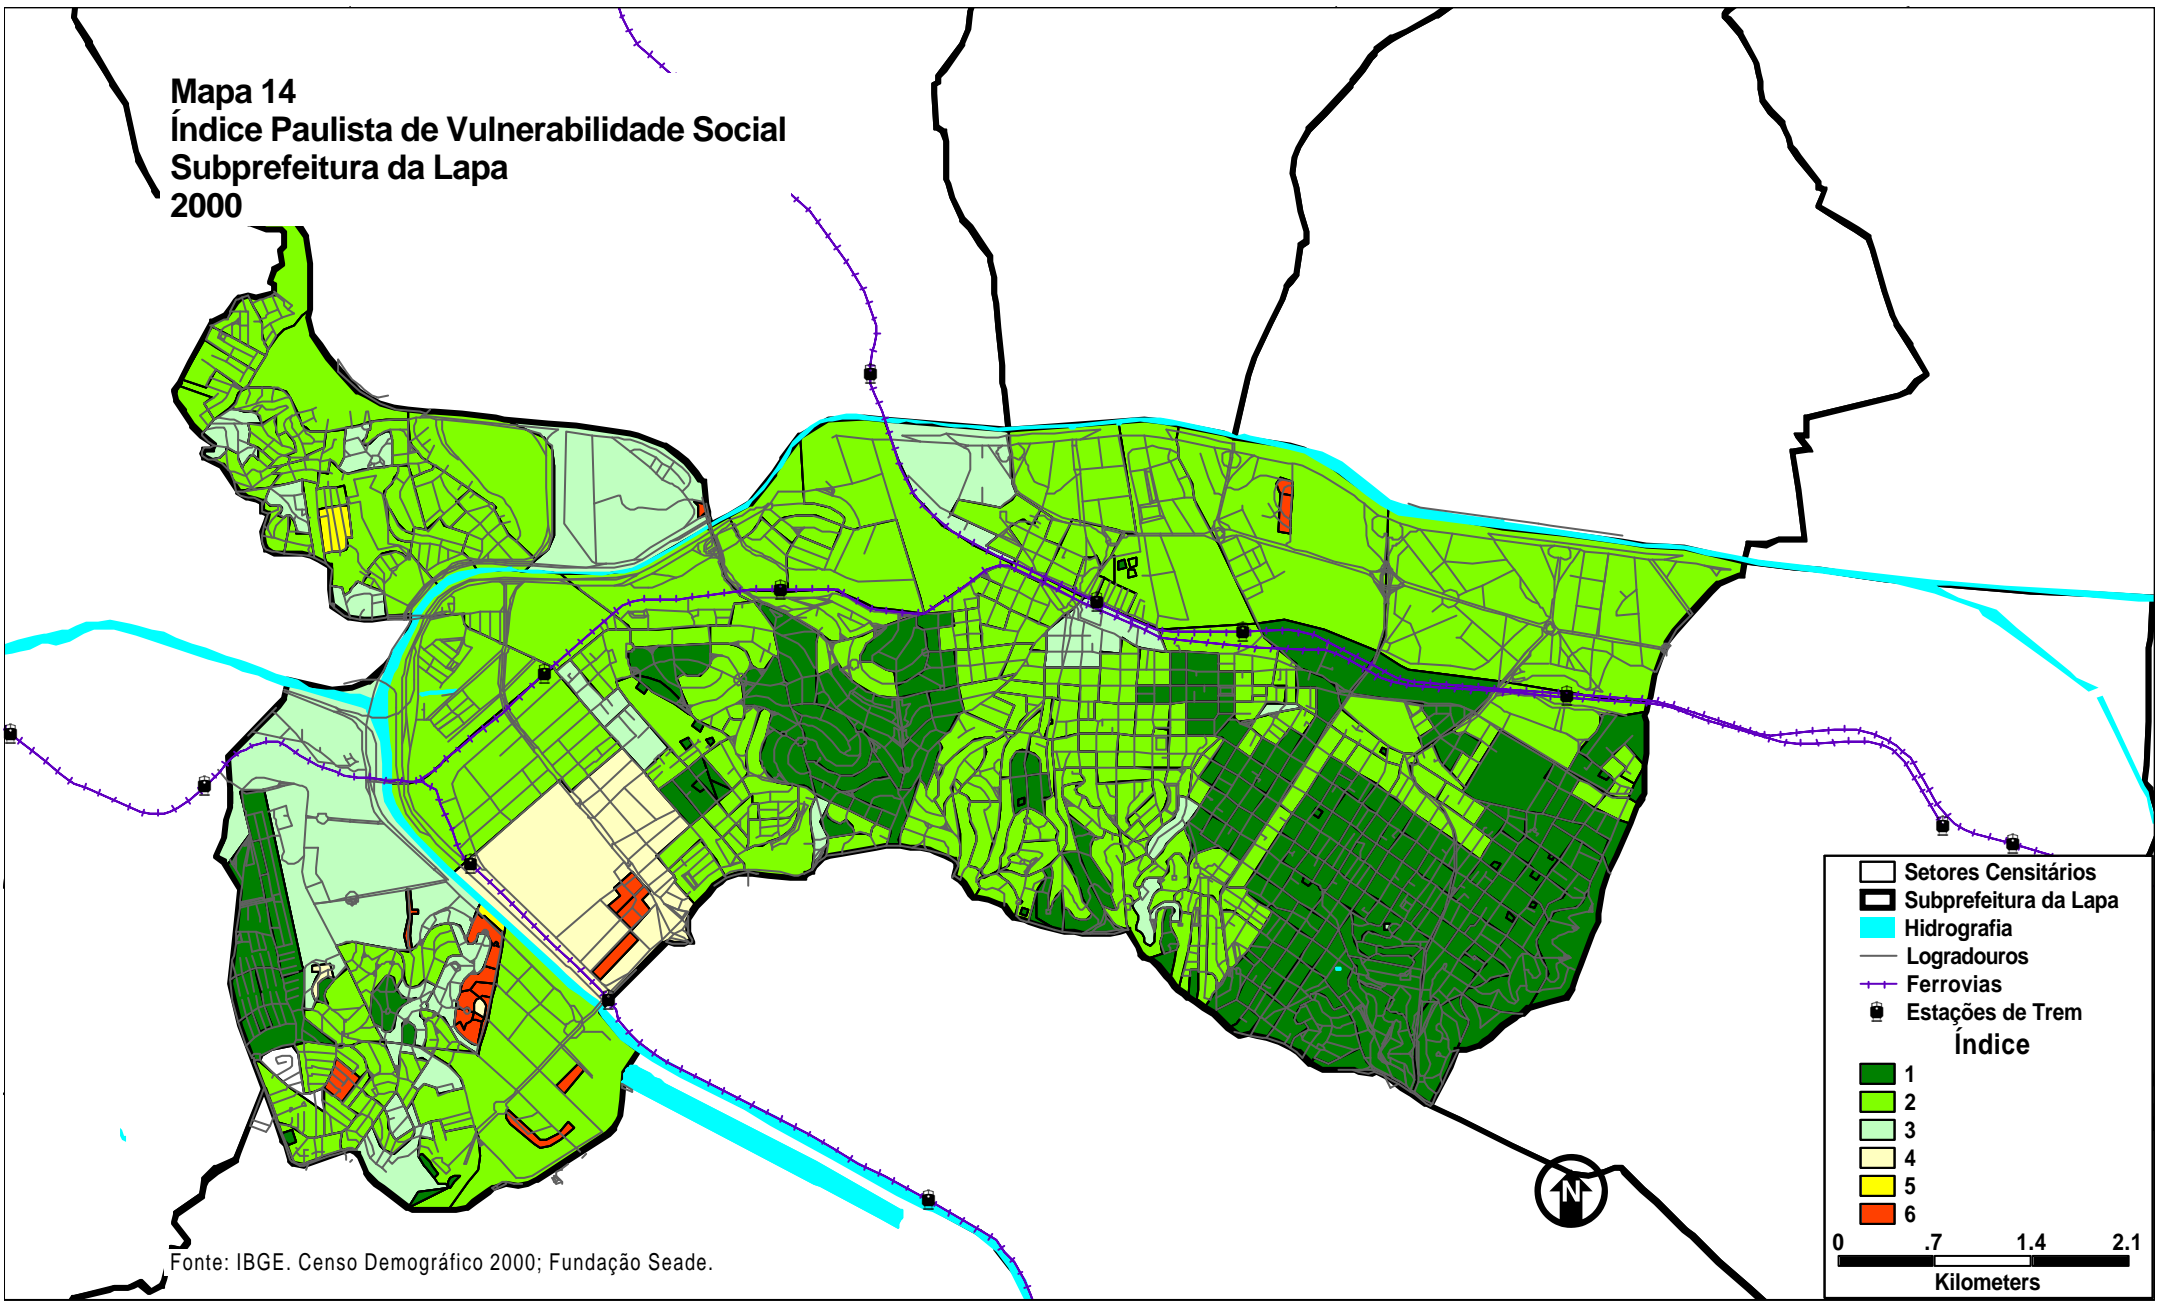 Mapa 14
Índice Paulista de Vulnerabilidade Social
Subprefeitura da Lapa
2000
Setores Censitários
Subprefeitura da Lapa
Hidrografia
Logradouros
Ferrovias
Estações de Trem
Índice
1
2
3
4
5
6
N
0 .7 1.4 2.1
Kilometers
Fonte: IBGE. Censo Demográfico 2000; Fundação Seade.